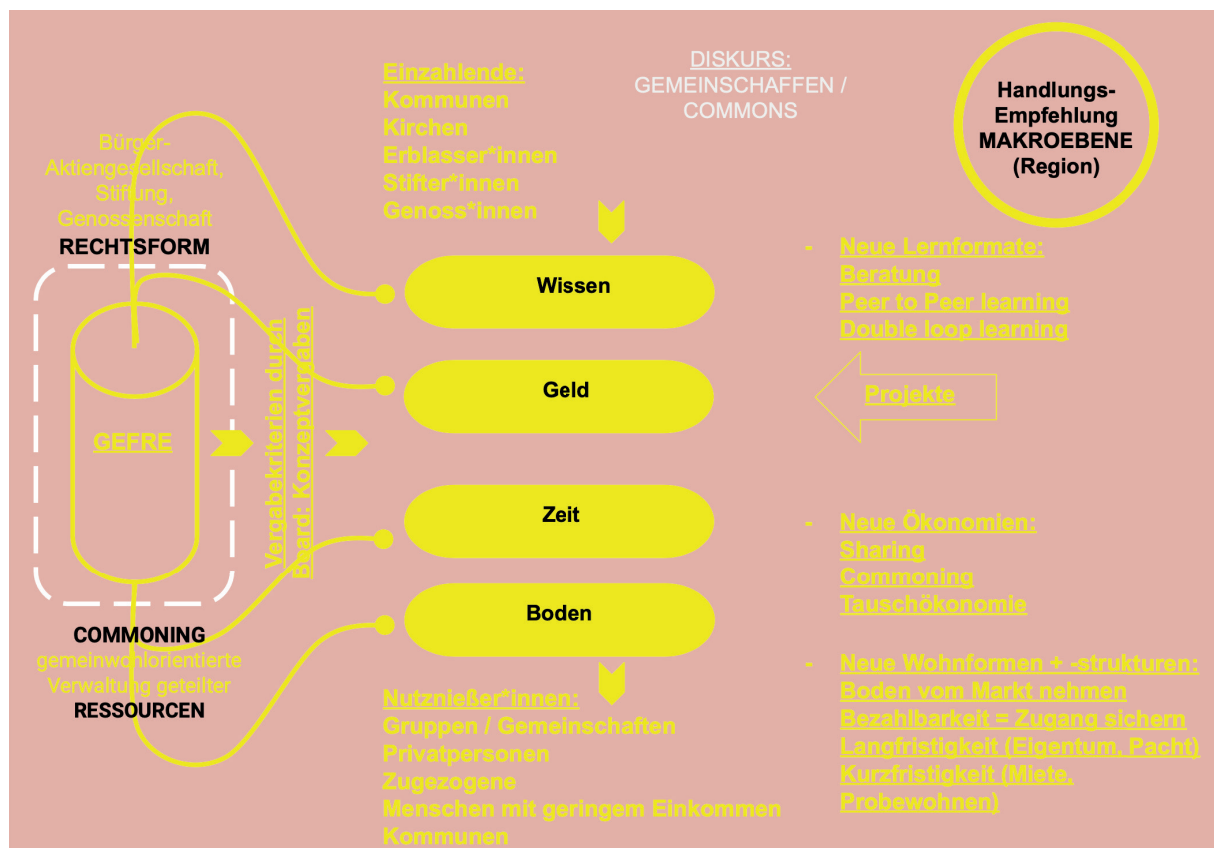 Einzahlende:
Kommunen
Kirchen
Erblasser*innen
Stifter*innen
Genoss*innen
DISKURS:
GEMEINSCHAFFEN /
COMMONS
Handlungs-
Empfehlung
MAKROEBENE
(Region)
Bürger-
Aktiengesellschaft,
Stiftung,
Genossenschaft
RECHTSFORM
GEFRE
COMMONING
gemeinwohlorientierte
Verwaltung geteilter
RESSOURCEN
Vergabekriterien durch
Beard: Konzeptvergaben
Wissen
Geld
Zeit
Boden
- Neue Lernformate:
Beratung
Peer to Peer learning
Double loop learning
Projekte
- Neue Ökonomien:
Sharing
Commoning
Tauschökonomie
- Neue Wohnformen + -strukturen:
Boden vom Markt nehmen
Bezahlbarkeit = Zugang sichern
Langfristigkeit (Eigentum, Pacht)
Kurzfristigkeit (Miete,
Probewohnen)
Nutznießer*innen:
Gruppen / Gemeinschaften
Privatpersonen
Zugezogene
Menschen mit geringem Einkommen
Kommunen